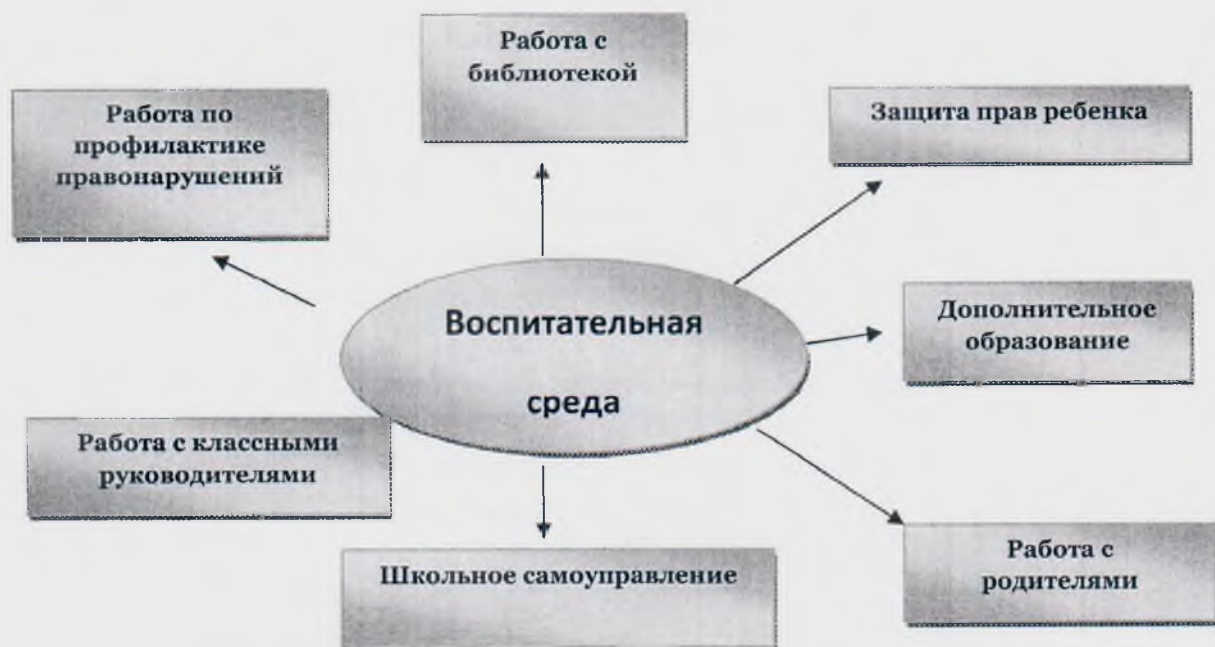 Работа с
библиотекой
Работа по
профилактике
правонарушений
Защита прав ребенка
Воспитательная
среда
Дополнительное
образование
Работа с классными
руководителями
Школьное самоуправление
Работа с
родителями